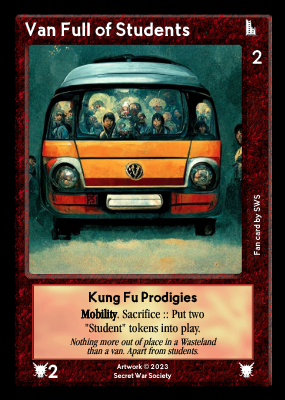 Van Full of Students
2
Fan card by SWS
Kung Fu Prodigies
Mobility. Sacrifice :: Put two
"Student" tokens into play.
Nothing more out of place in a Wasteland
than a van. Apart from students.
2
Artwork © 2023
Secret War Society